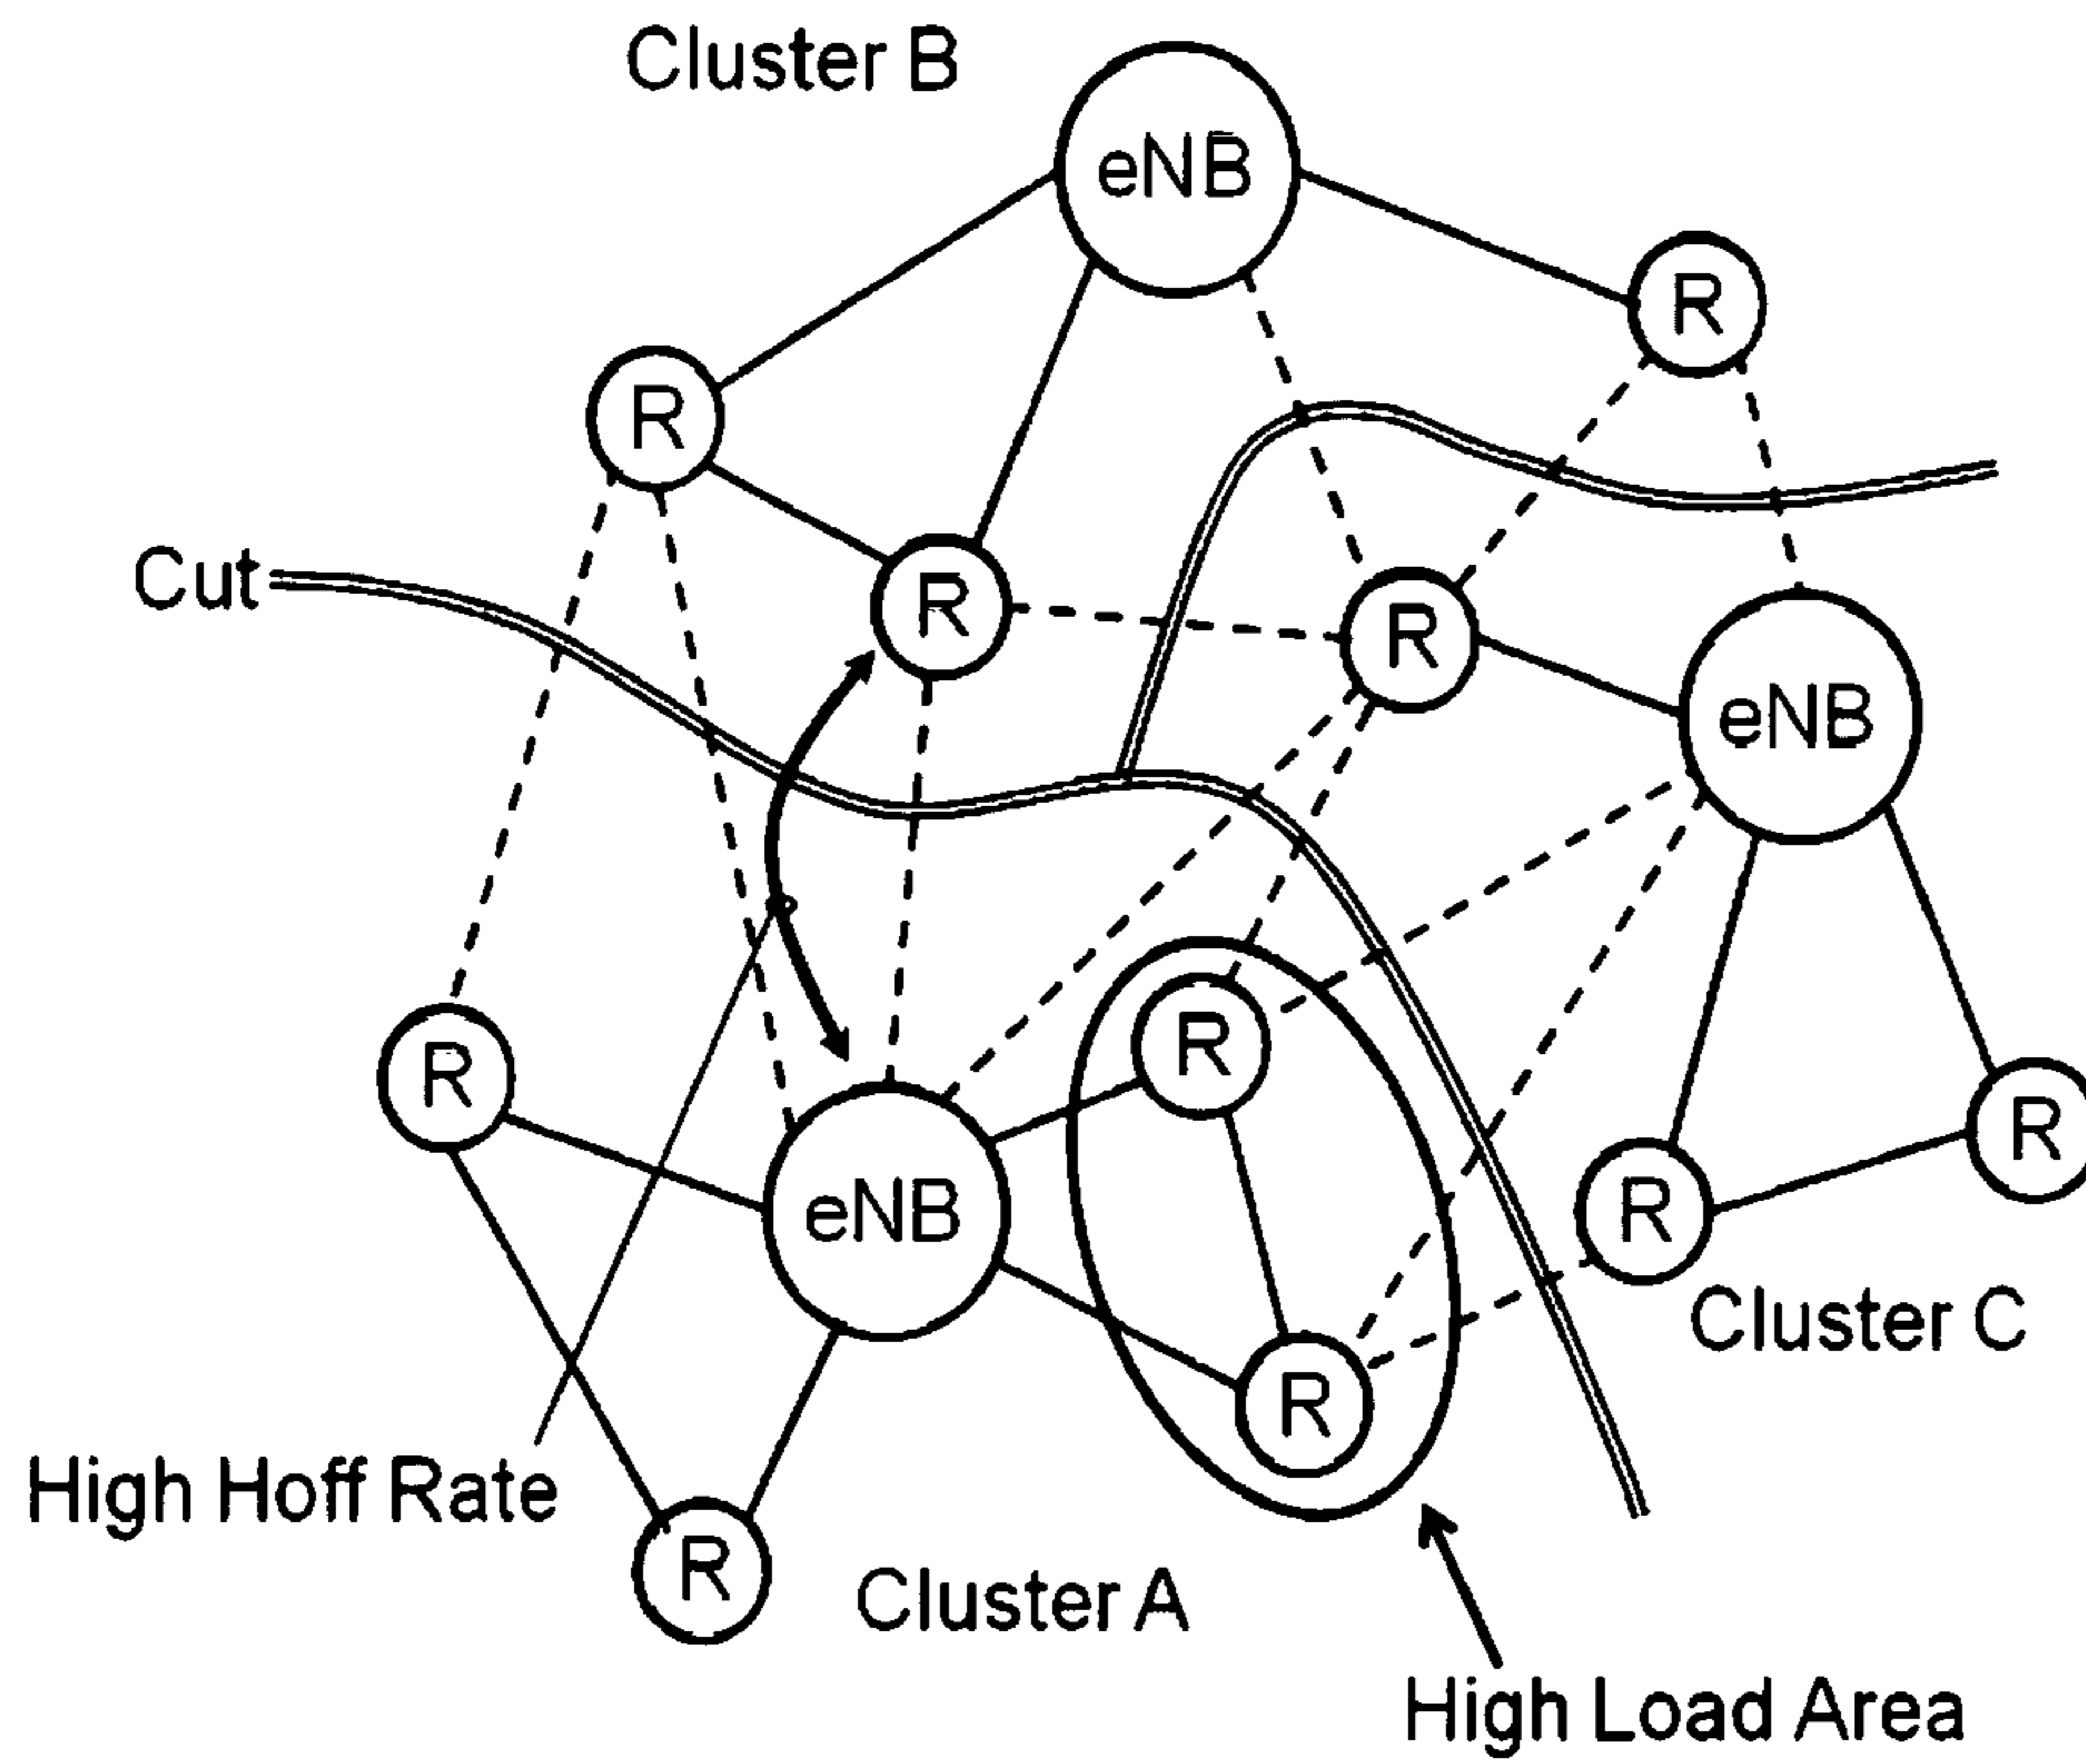 Cluster B
eNB
R
R
Cut
R
R
eNB
R
R
R
eNB
R
R
Cluster C
High Hoff Rate
R
R
Cluster A
High Load Area